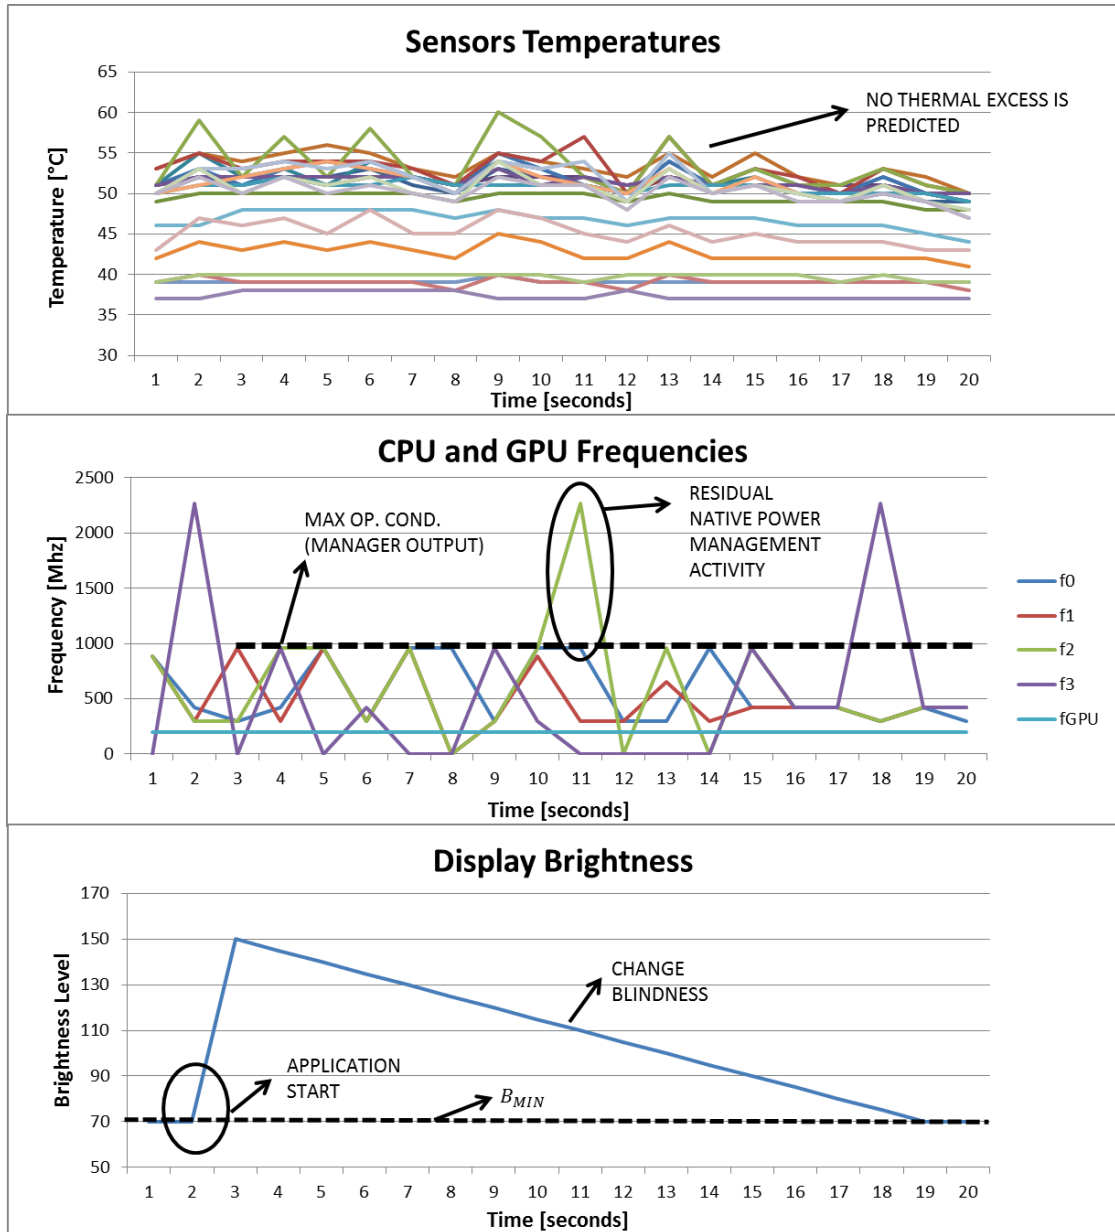 Sensors Temperatures
65
60
55
50
45
40
35
30
Temperature [°C]
NO THERMAL EXCESS IS
PREDICTED
1 2 3 4 5 6 7 8 9 10 11 12 13 14 15 16 17 18 19 20
Time [seconds]
CPU and GPU Frequencies
2500
2000
1500
1000
500
0
Frequency [Mhz]
MAX OP. COND.
(MANAGER OUTPUT)
RESIDUAL
NATIVE POWER
MANAGEMENT
ACTIVITY
f0
f1
f2
f3
fGPU
1 2 3 4 5 6 7 8 9 10 11 12 13 14 15 16 17 18 19 20
Time [seconds]
Display Brightness
170
150
130
110
90
70
50
Brightness Level
CHANGE
BLINDNESS
APPLICATION
START
B_MIN
1 2 3 4 5 6 7 8 9 10 11 12 13 14 15 16 17 18 19 20
Time [seconds]